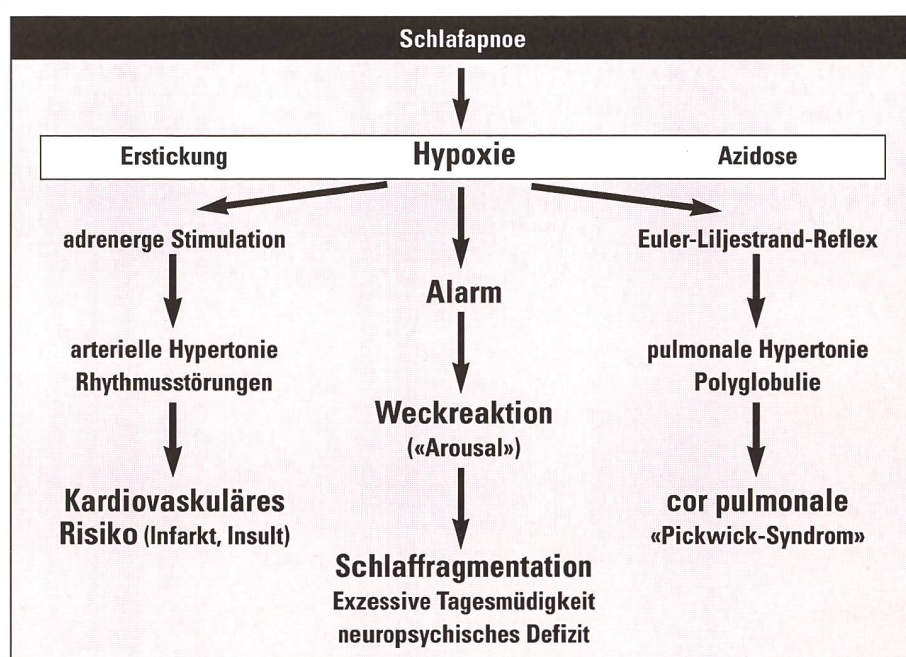 Schlafapnoe
Erstickung Hypoxie Azidose
adrenerge Stimulation
Euler-Liljestrand-Reflex
Alarm
arterielle Hypertonie
Rhythmusstörungen
pulmonale Hypertonie
Polyglobulie
Weckreaktion
(«Arousal»)
Kardiovaskuläres
Risiko (Infarkt, Insult)
cor pulmonale
«Pickwick-Syndrom»
Schlaffragmentation
Exzessive Tagesmüdigkeit
neuropsychisches Defizit